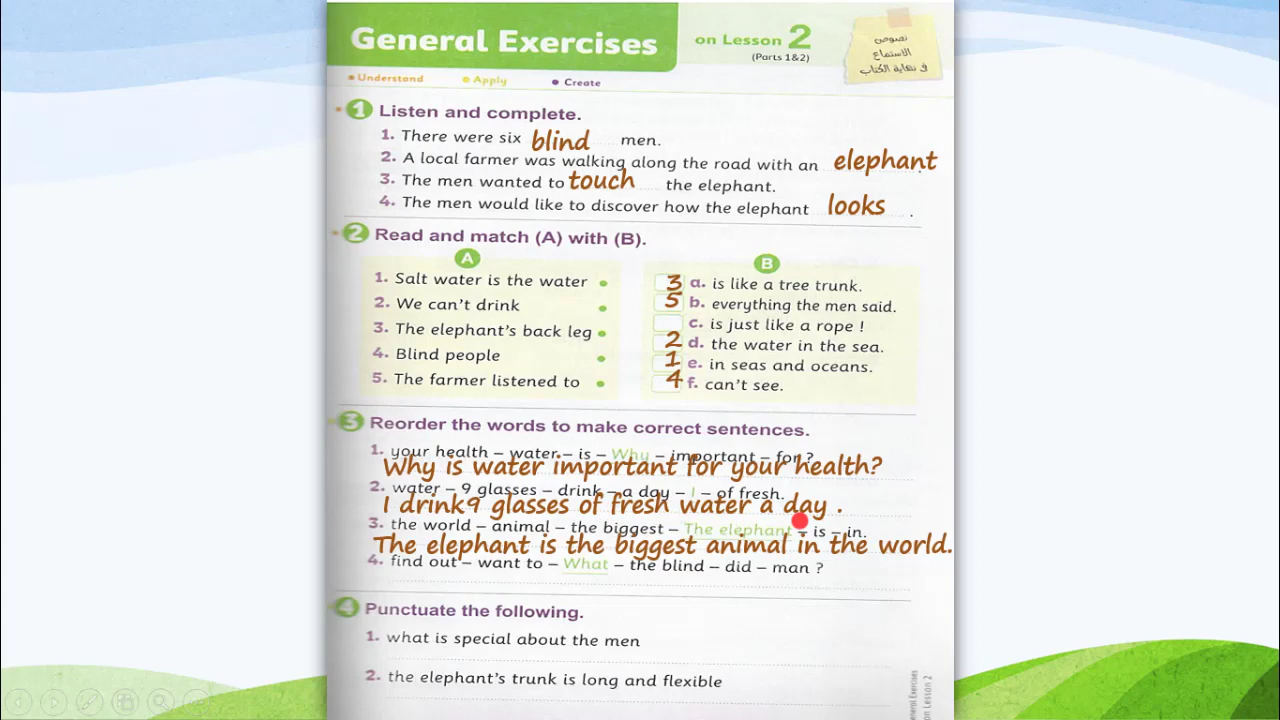 General Exercises
on Lesson 2
(Parts 1&2)
نصوص
الاستماع
في نهاية الكتاب
Understand Apply Create
1 Listen and complete.
1. There were six blind men.
2. A local farmer was walking along the road with an elephant.
3. The men wanted to touch the elephant.
4. The men would like to discover how the elephant looks.
2 Read and match (A) with (B).
A
1. Salt water is the water
2. We can't drink
3. The elephant's back leg
4. Blind people
5. The farmer listened to
B
3 a. is like a tree trunk.
5 b. everything the men said.
c. is just like a rope !
2 d. the water in the sea.
1 e. in seas and oceans.
4 f. can't see.
3 Reorder the words to make correct sentences.
1. your health – water – is – Why – important – for ?
Why is water important for your health?
2. water – 9 glasses – drink – a day – I – of fresh.
I drink9 glasses of fresh water a day .
3. the world – animal – the biggest – The elephant – is – in.
The elephant is the biggest animal in the world.
4. find out – want to – What – the blind – did – man ?
4 Punctuate the following.
1. what is special about the men
2. the elephant's trunk is long and flexible
General Exercises
on Lesson 2